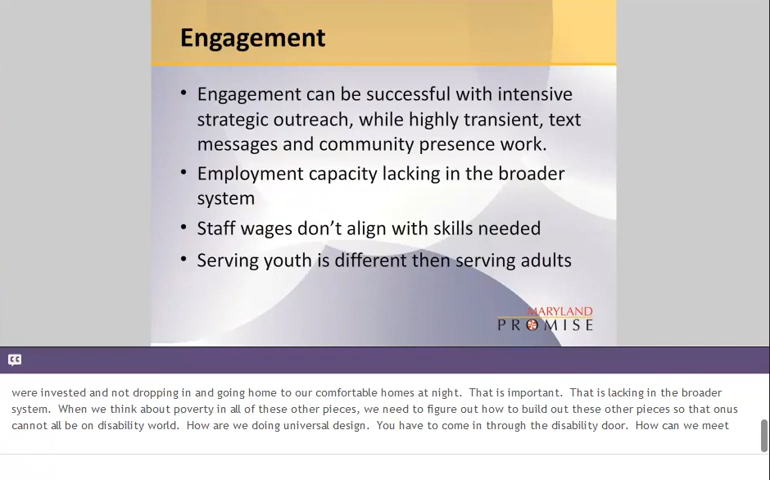 Engagement
• Engagement can be successful with intensive
strategic outreach, while highly transient, text
messages and community presence work.
• Employment capacity lacking in the broader
system
• Staff wages don't align with skills needed
• Serving youth is different then serving adults
MARYLAND
PROMISE
CC
were invested and not dropping in and going home to our comfortable homes at night.  That is important.  That is lacking in the broader
system.  When we think about poverty in all of these other pieces, we need to figure out how to build out these other pieces so that onus
cannot all be on disability world.  How are we doing universal design.  You have to come in through the disability door.  How can we meet